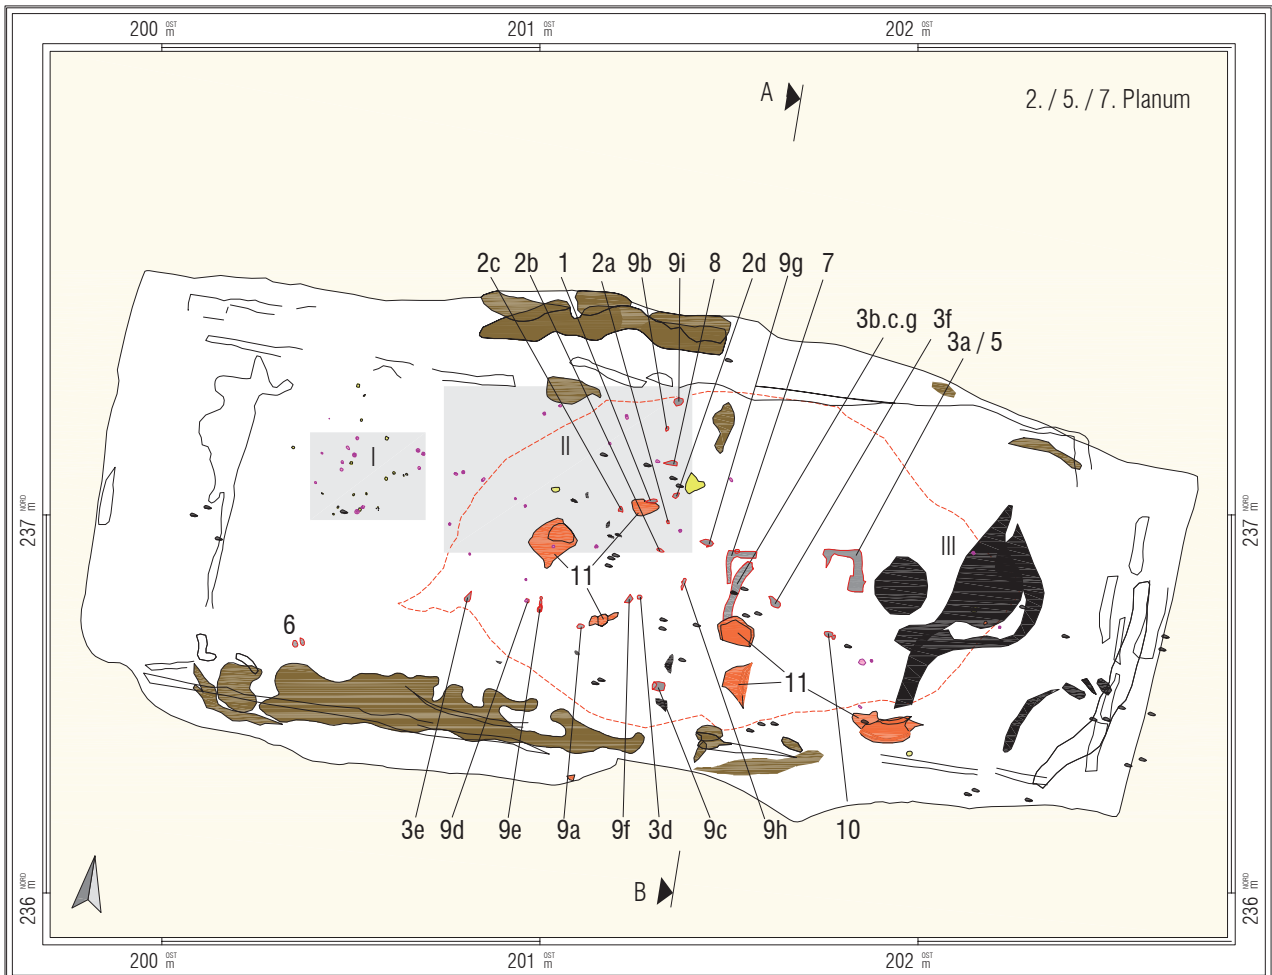 200 OST m 201 OST m 202 OST m
A
2. / 5. / 7. Planum
2c 2b 1 2a 9b 9i 8 2d 9g 7
3b.c.g 3f
3a / 5
I
II
III
237 NORD m
237 NORD m
11
6
11
3e 9d 9e 9a 9f 3d 9c 9h 10
B
236 NORD m
236 NORD m
200 OST m 201 OST m 202 OST m